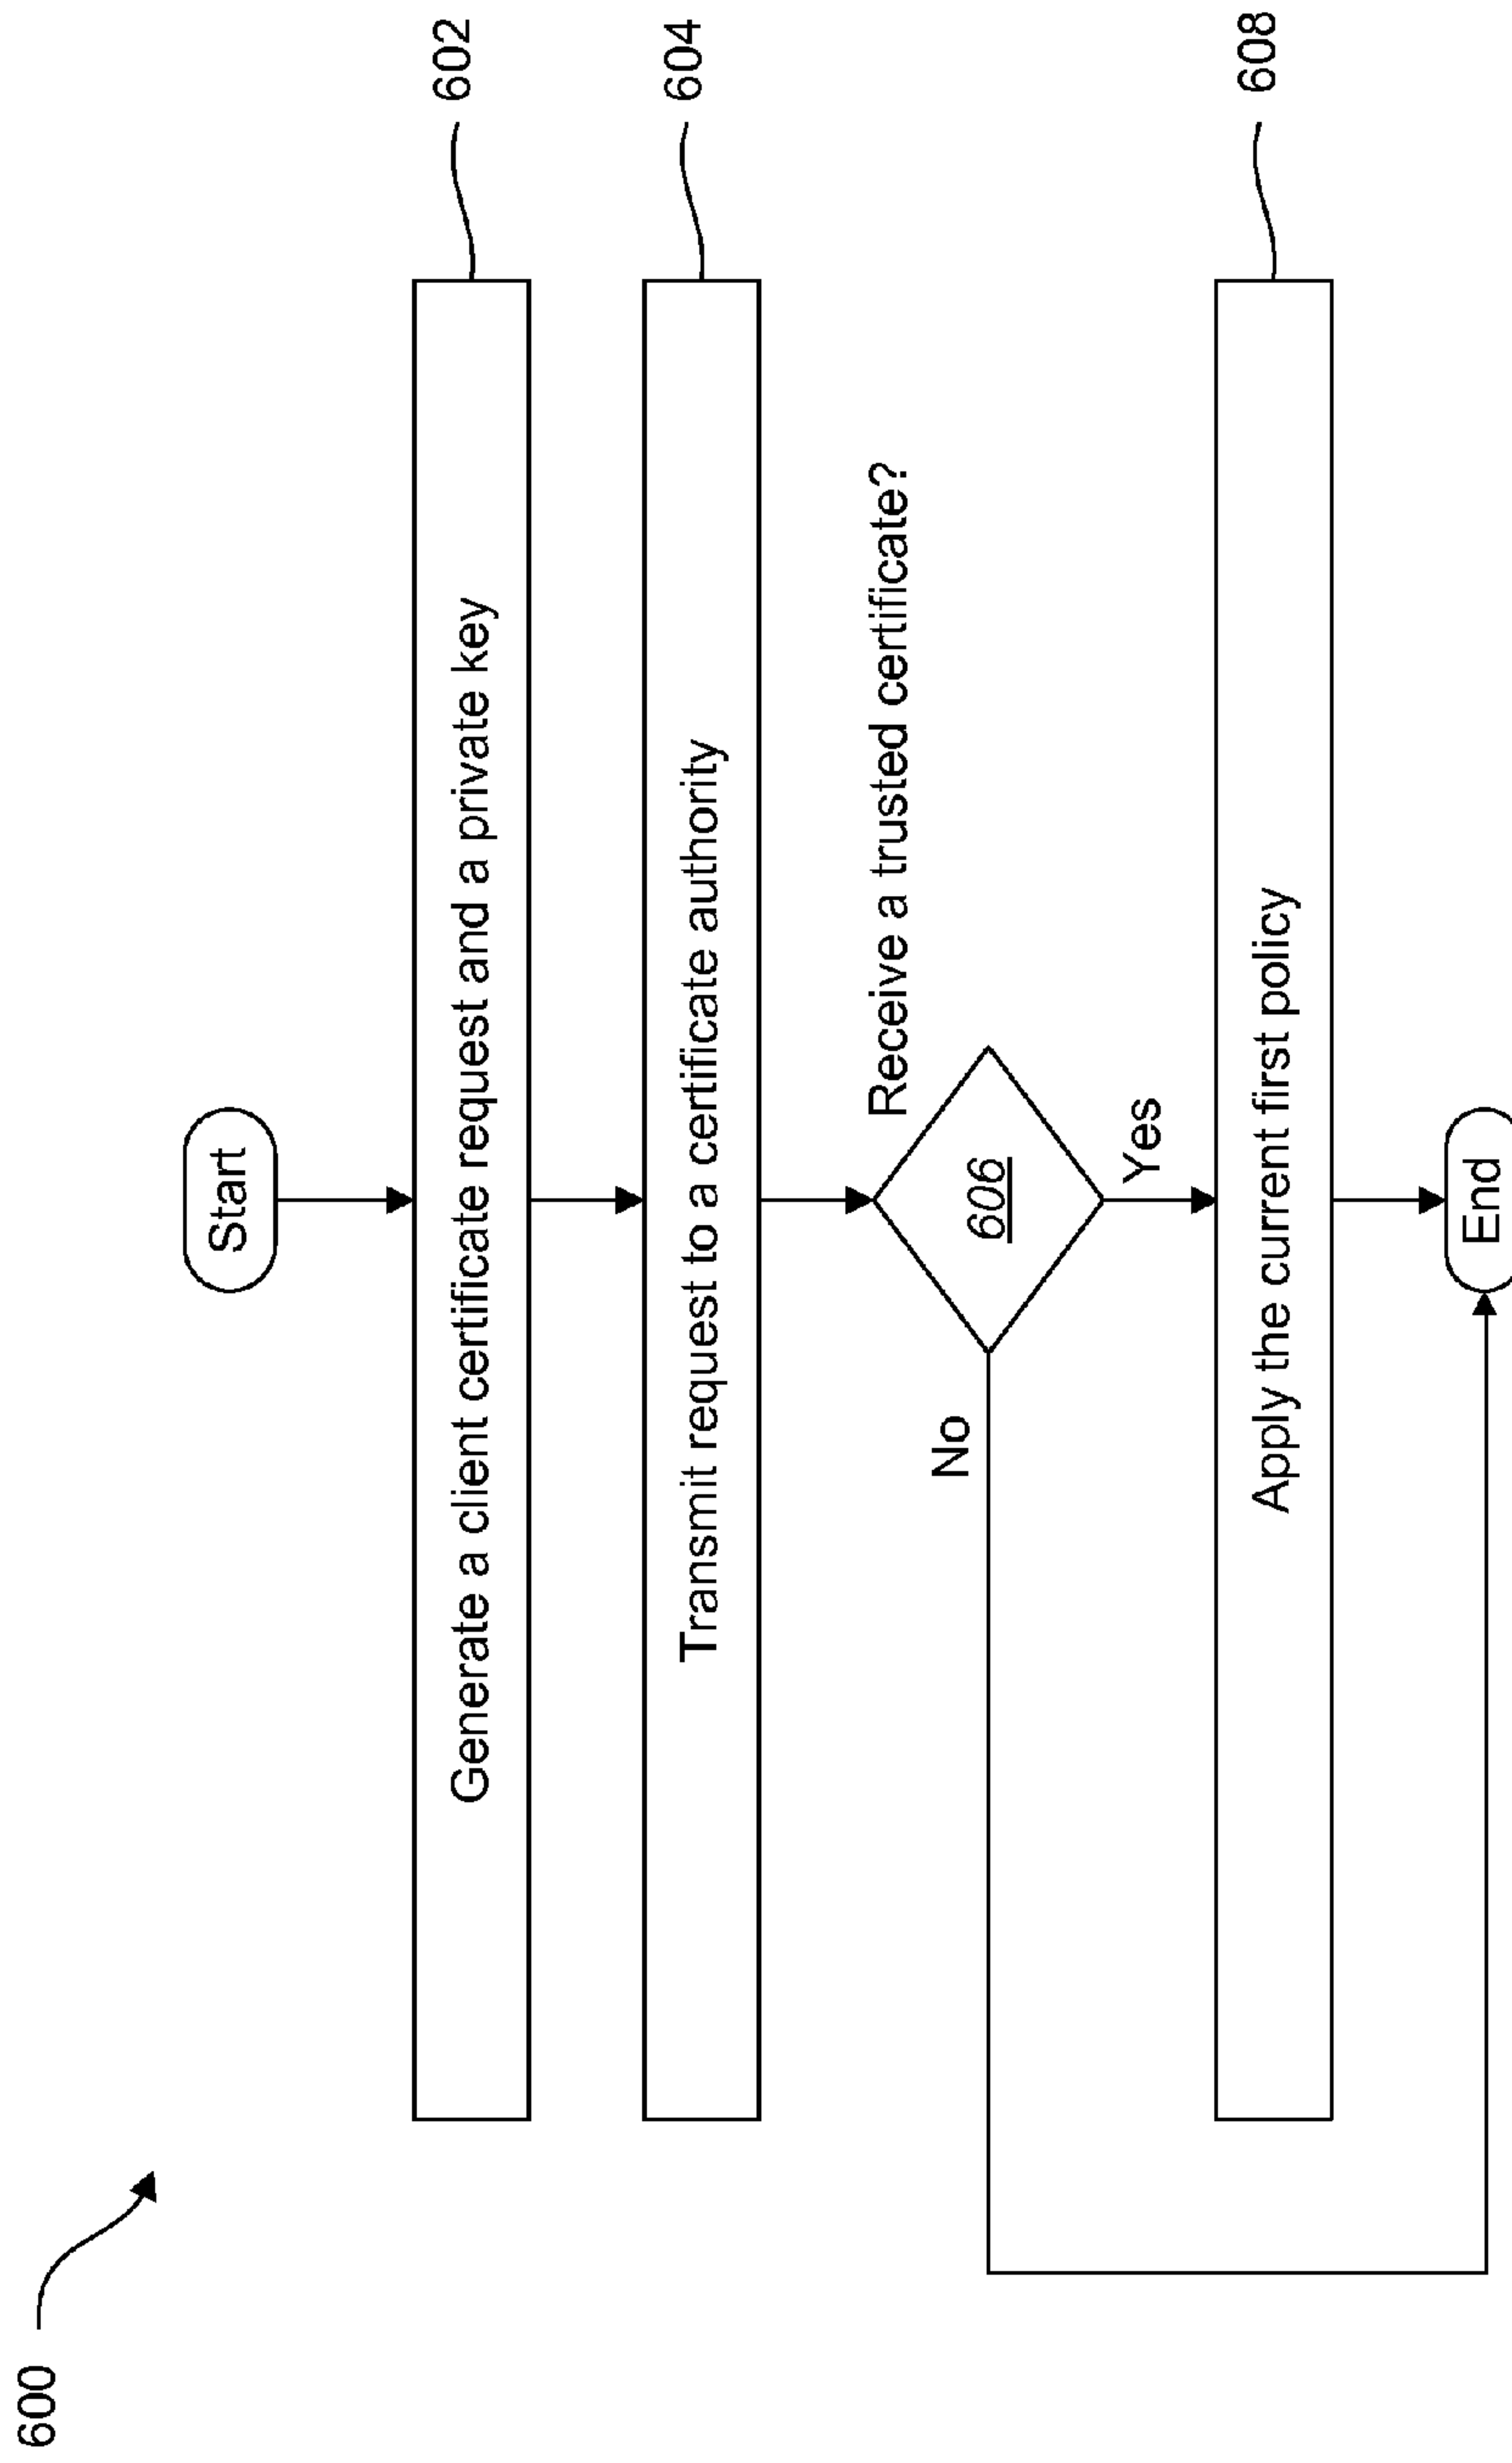 600
Start
Generate a client certificate request and a private key
602
Transmit request to a certificate authority
604
Receive a trusted certificate?
606
No
Yes
Apply the current first policy
608
End